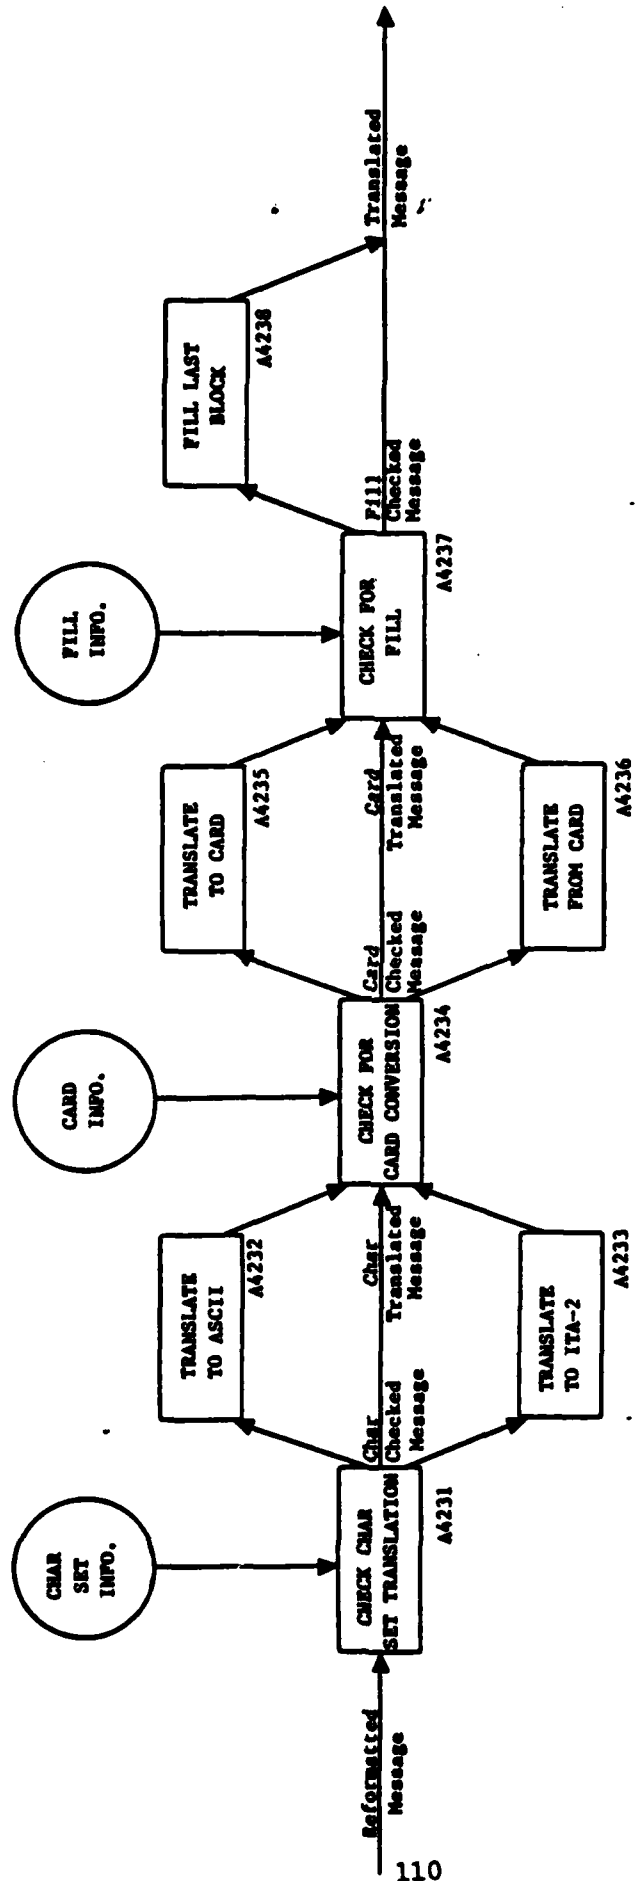 CHAR
SET
INFO.
CARD
INFO.
FILL
INFO.
TRANSLATE
TO ASCII
A4232
TRANSLATE
TO CARD
A4235
FILL LAST
BLOCK
A4238
Reformatted
Message
CHECK CHAR
SET TRANSLATION
A4231
Char
Checked
Message
Char
Translated
Message
CHECK FOR
CARD CONVERSION
A4234
Card
Checked
Message
Card
Translated
Message
CHECK FOR
FILL
A4237
Fill
Checked
Message
Translated
Message
TRANSLATE
TO ITA-2
A4233
TRANSLATE
FROM CARD
A4236
110